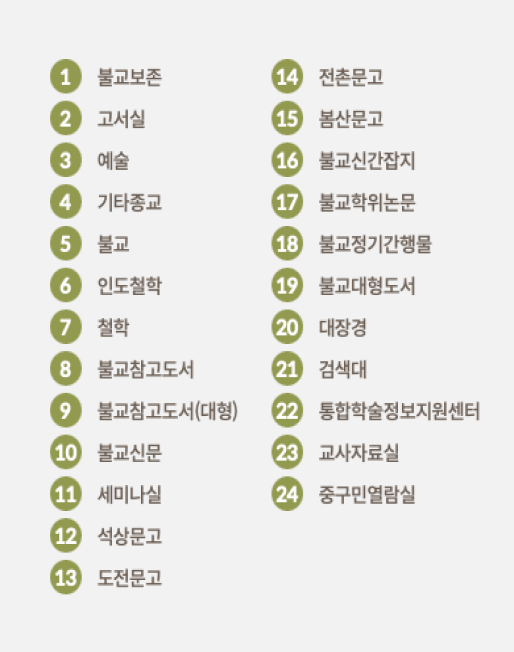 1 불교보존
2 고서실
3 예술
4 기타종교
5 불교
6 인도철학
7 철학
8 불교참고도서
9 불교참고도서(대형)
10 불교신문
11 세미나실
12 석상문고
13 도전문고
14 전촌문고
15 봄산문고
16 불교신간잡지
17 불교학위논문
18 불교정기간행물
19 불교대형도서
20 대장경
21 검색대
22 통합학술정보지원센터
23 교사자료실
24 중구민열람실